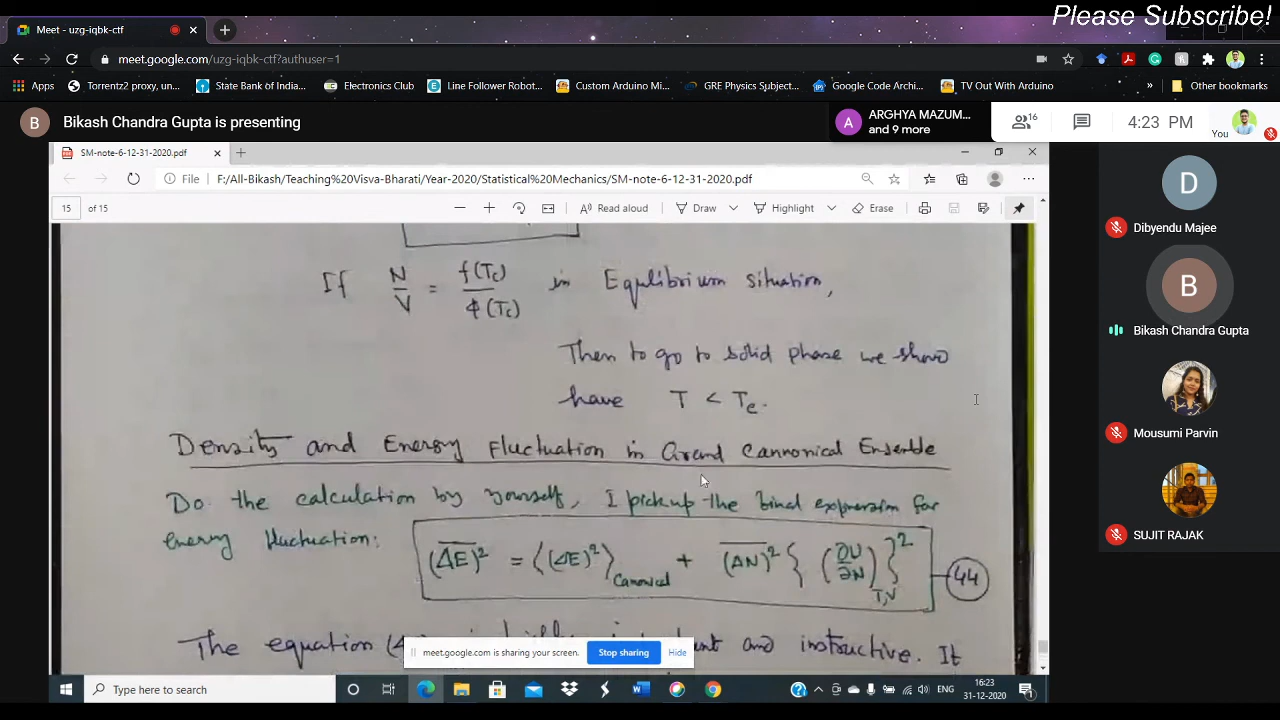 Please Subscribe!
Meet - uzg-iqbk-ctf
meet.google.com/uzg-iqbk-ctf?authuser=1
Apps
Torrentz2 proxy, un...
State Bank of India...
Electronics Club
Line Follower Robot...
Custom Arduino Mi...
GRE Physics Subject...
Google Code Archi...
TV Out With Arduino
»
Other bookmarks
B
Bikash Chandra Gupta is presenting
A
ARGHYA MAZUM...
and 9 more
16
4:23 PM
You
SM-note-6-12-31-2020.pdf
File
F:/All-Bikash/Teaching%20Visva-Bharati/Year-2020/Statistical%20Mechanics/SM-note-6-12-31-2020.pdf
15 of 15
Read aloud
Draw
Highlight
Erase
If N/V = f(Tc)/φ(Tc) in Equlibrium situation,
Then to go to solid phase we shoud
have T < Tc.
Density and Energy Fluctuation in Grand Cannonical Ensemble
Do the calculation by yourself, I pick up the final expression for
energy fluctuation:
(ΔE)² = ⟨(ΔE)²⟩Canonical + (ΔN)² { (∂U/∂N)T,V }² 44
The equation (4
and instructive. It
meet.google.com is sharing your screen.
Stop sharing
Hide
D
Dibyendu Majee
B
Bikash Chandra Gupta
Mousumi Parvin
SUJIT RAJAK
Type here to search
ENG
16:23
31-12-2020
1